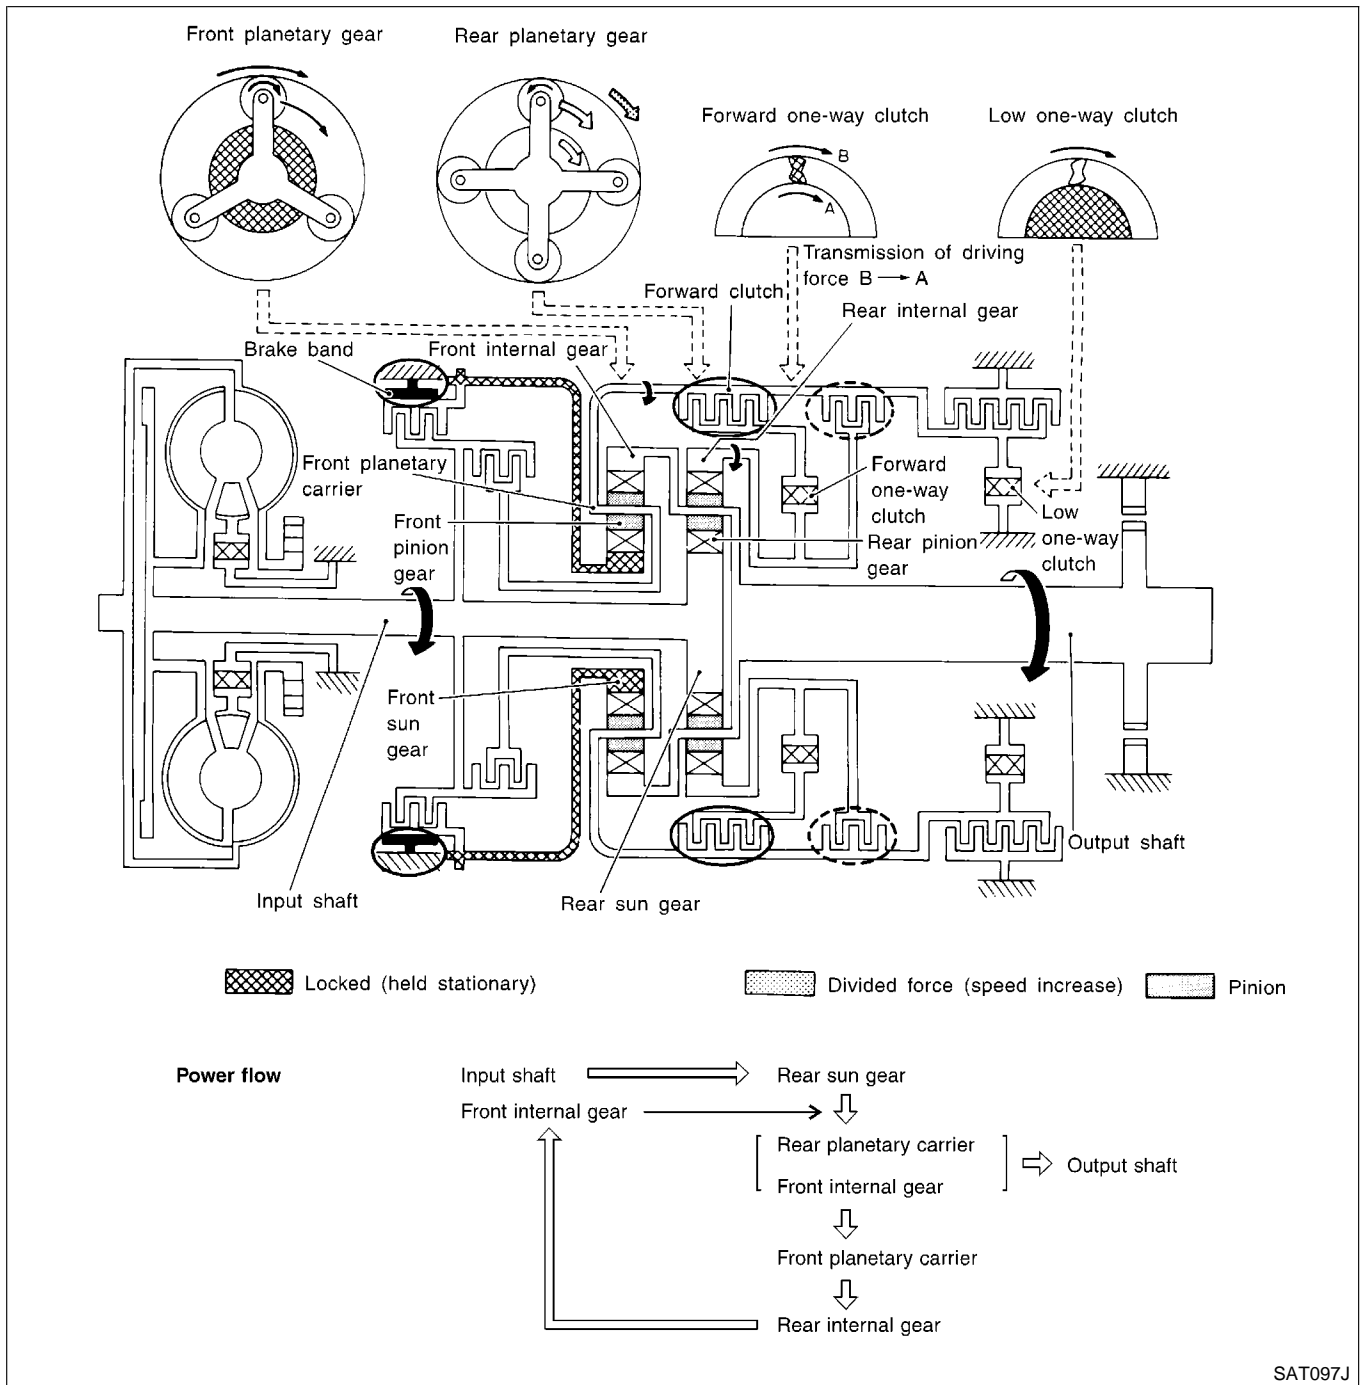 Front planetary gear
Rear planetary gear
Forward one-way clutch
Low one-way clutch
B
A
Transmission of driving
force B → A
Forward clutch
Rear internal gear
Brake band
Front internal gear
Front planetary
carrier
Forward
one-way
clutch
Front
pinion
gear
Rear pinion
gear
Low
one-way
clutch
Front
sun
gear
Output shaft
Input shaft
Rear sun gear
Locked (held stationary)
Divided force (speed increase)
Pinion
Power flow
Input shaft
Rear sun gear
Front internal gear
Rear planetary carrier
Front internal gear
Output shaft
Front planetary carrier
Rear internal gear
SAT097J